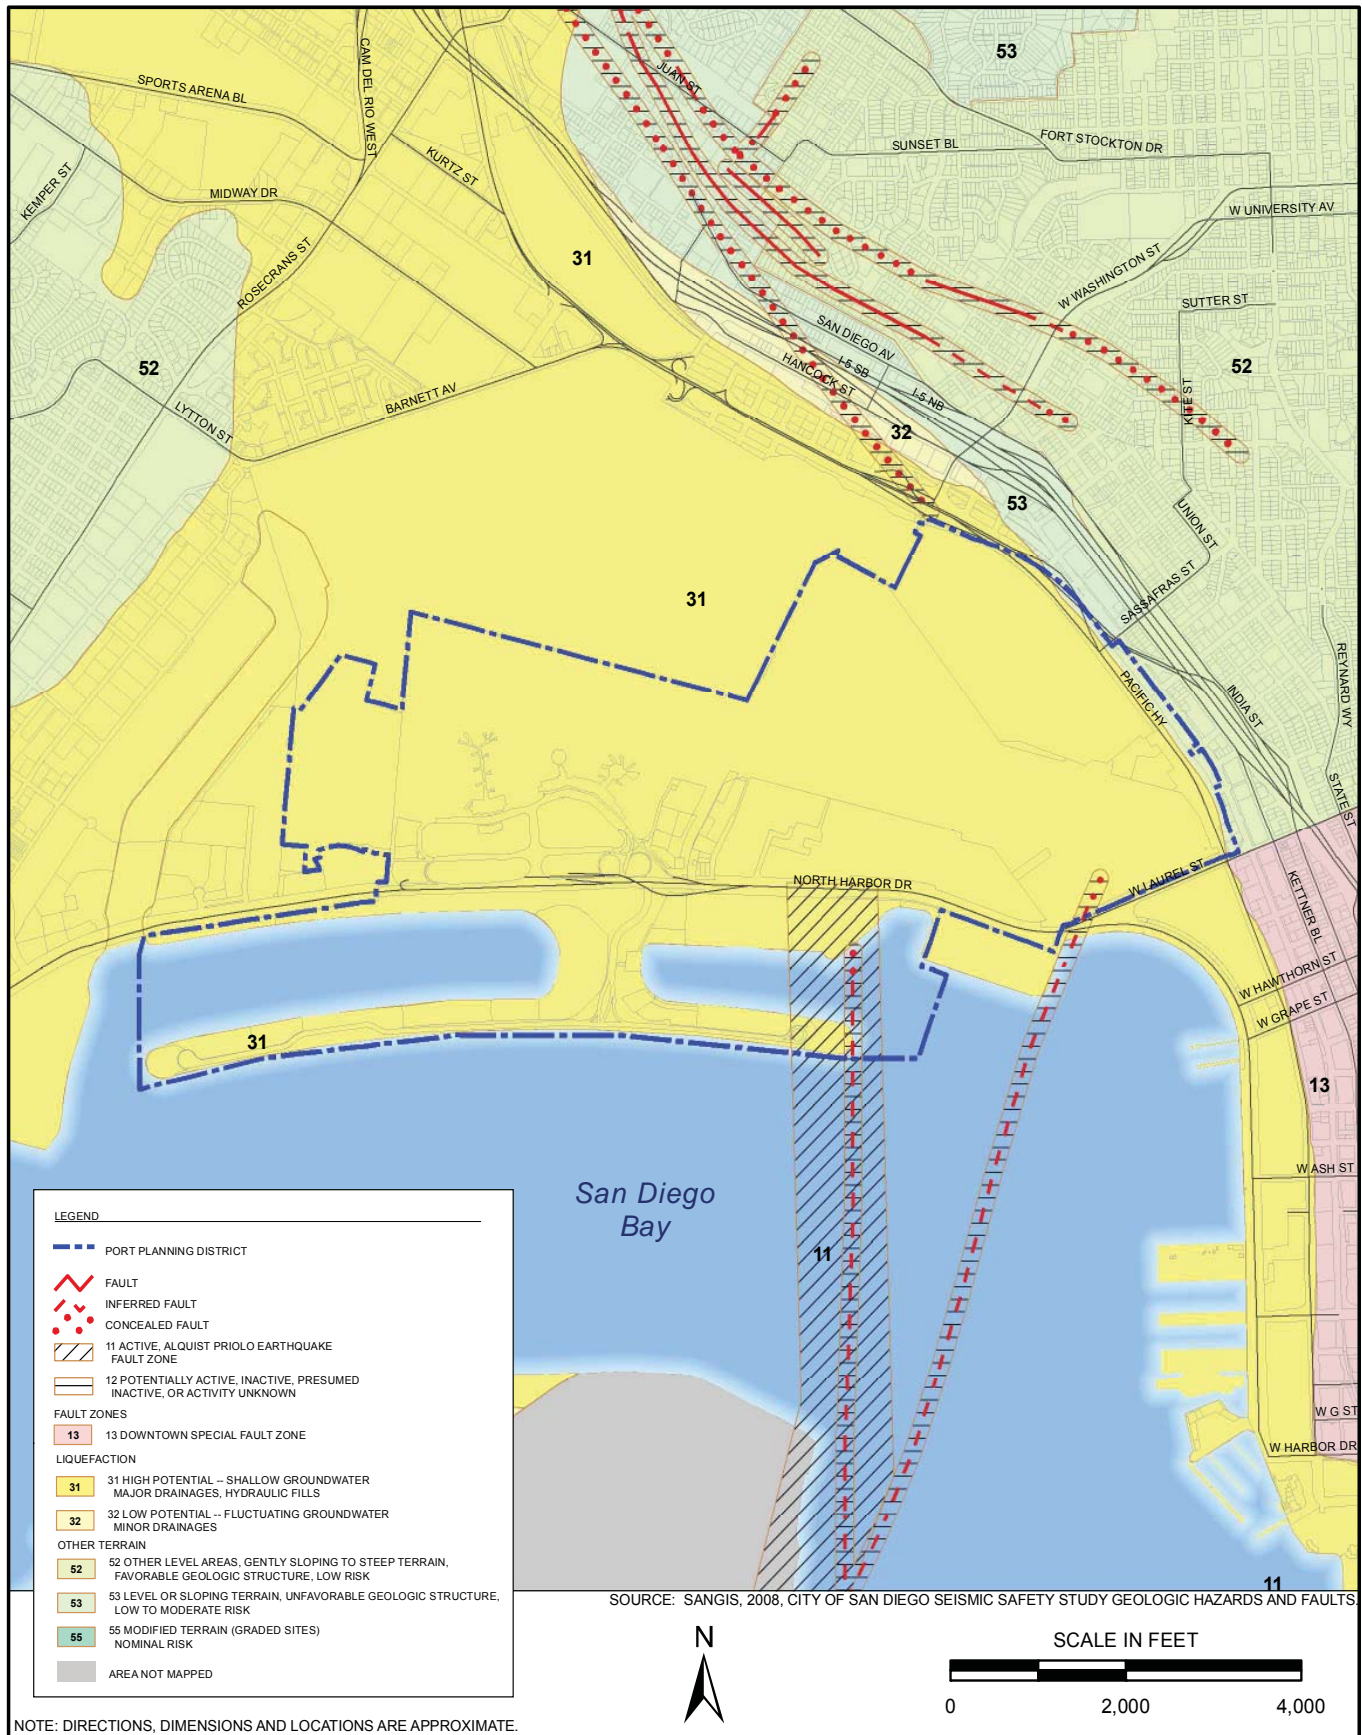 53
JUAN ST
CAM DEL RIO WEST
SPORTS ARENA BL
FORT STOCKTON DR
SUNSET BL
KURTZ ST
KEMPER ST
MIDWAY DR
W UNIVERSITY AV
31
ROSECRANS ST
W WASHINGTON ST
SUTTER ST
SAN DIEGO AV
52
HANCOCK ST
I-5 SB
52
I-5 NB
BARNETT AV
LYTTON ST
KITE ST
32
53
UNION ST
31
SASSAFRAS ST
REYNARD WY
PACIFIC HY
INDIA ST
STATE ST
NORTH HARBOR DR
W LAUREL ST
KETTNER BL
W HAWTHORN ST
W GRAPE ST
31
13
W ASH ST
San Diego
Bay
11
W G ST
W HARBOR DR
11
LEGEND
PORT PLANNING DISTRICT
FAULT
INFERRED FAULT
CONCEALED FAULT
11 ACTIVE, ALQUIST PRIOLO EARTHQUAKE
FAULT ZONE
12 POTENTIALLY ACTIVE, INACTIVE, PRESUMED
INACTIVE, OR ACTIVITY UNKNOWN
FAULT ZONES
13 13 DOWNTOWN SPECIAL FAULT ZONE
LIQUEFACTION
31 31 HIGH POTENTIAL -- SHALLOW GROUNDWATER
MAJOR DRAINAGES, HYDRAULIC FILLS
32 32 LOW POTENTIAL -- FLUCTUATING GROUNDWATER
MINOR DRAINAGES
OTHER TERRAIN
52 52 OTHER LEVEL AREAS, GENTLY SLOPING TO STEEP TERRAIN,
FAVORABLE GEOLOGIC STRUCTURE, LOW RISK
53 53 LEVEL OR SLOPING TERRAIN, UNFAVORABLE GEOLOGIC STRUCTURE,
LOW TO MODERATE RISK
55 55 MODIFIED TERRAIN (GRADED SITES)
NOMINAL RISK
AREA NOT MAPPED
SOURCE: SANGIS, 2008, CITY OF SAN DIEGO SEISMIC SAFETY STUDY GEOLOGIC HAZARDS AND FAULTS.
N
SCALE IN FEET
0 2,000 4,000
NOTE: DIRECTIONS, DIMENSIONS AND LOCATIONS ARE APPROXIMATE.